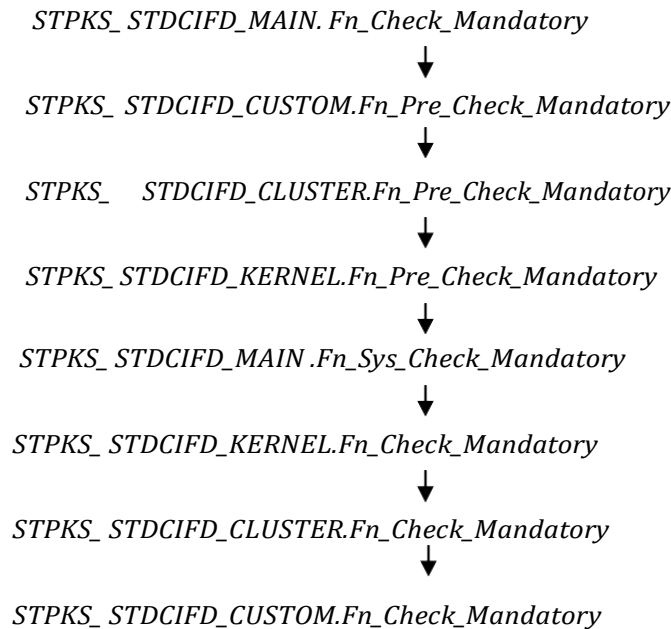 STPKS_ STDCIFD_MAIN. Fn_Check_Mandatory
STPKS_ STDCIFD_CUSTOM.Fn_Pre_Check_Mandatory
STPKS_ STDCIFD_CLUSTER.Fn_Pre_Check_Mandatory
STPKS_ STDCIFD_KERNEL.Fn_Pre_Check_Mandatory
STPKS_ STDCIFD_MAIN .Fn_Sys_Check_Mandatory
STPKS_ STDCIFD_KERNEL.Fn_Check_Mandatory
STPKS_ STDCIFD_CLUSTER.Fn_Check_Mandatory
STPKS_ STDCIFD_CUSTOM.Fn_Check_Mandatory